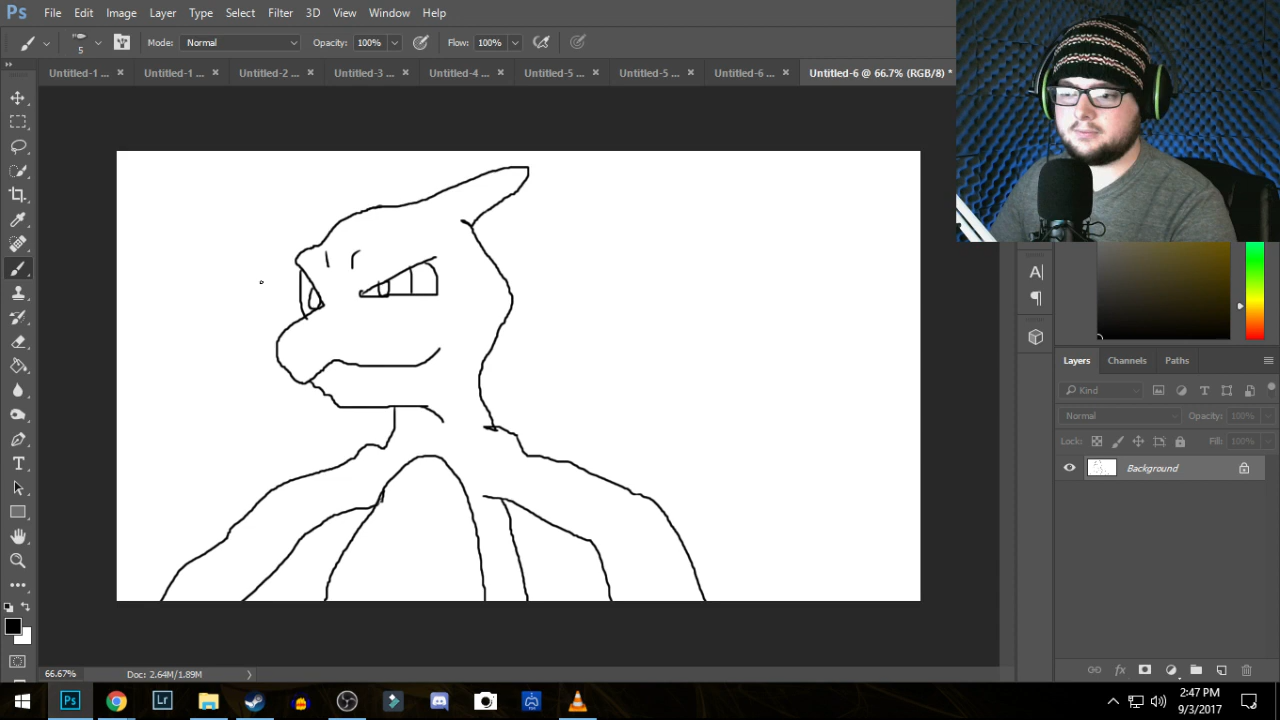 Ps File Edit Image Layer Type Select Filter 3D View Window Help
5 Mode: Normal Opacity: 100% Flow: 100%
Untitled-1 ... × Untitled-1 ... × Untitled-2 ... × Untitled-3 ... × Untitled-4 ... × Untitled-5 ... × Untitled-5 ... × Untitled-6 ... × Untitled-6 @ 66.7% (RGB/8) *
A
Layers Channels Paths
Kind
Normal Opacity: 100%
Lock: Fill: 100%
Background
66.67% Doc: 2.64M/1.89M
Ps Lr
2:47 PM
9/3/2017